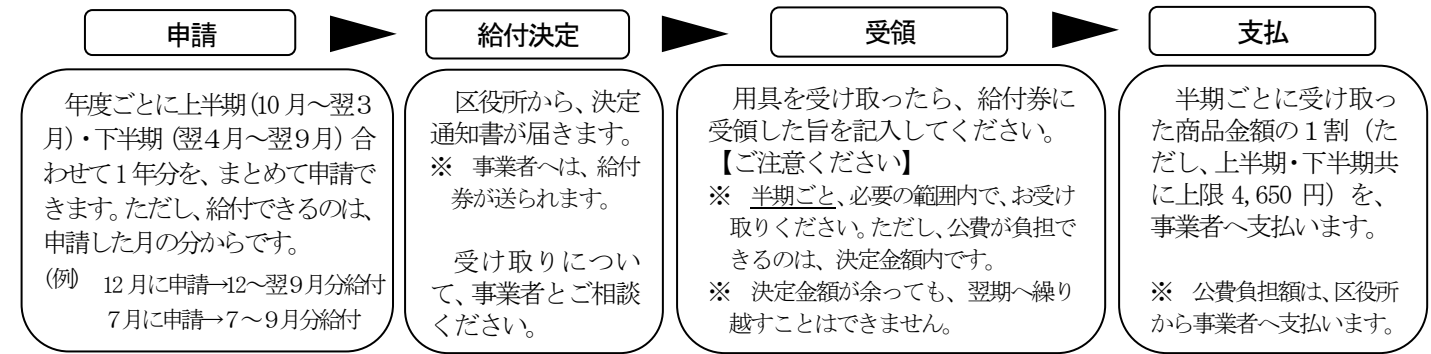 申請
年度ごとに上半期(10 月~翌3
月)・下半期(翌4月~翌9月)合
わせて1年分を、まとめて申請で
きます。ただし、給付できるのは、
申請した月の分からです。
(例) 12 月に申請→12~翌9月分給付
7月に申請→7~9月分給付
給付決定
区役所から、決定
通知書が届きます。
※ 事業者へは、給付
券が送られます。
受け取りについ
て、事業者とご相談
ください。
受領
用具を受け取ったら、給付券に
受領した旨を記入してください。
【ご注意ください】
※ 半期ごと、必要の範囲内で、お受け
取りください。ただし、公費が負担で
きるのは、決定金額内です。
※ 決定金額が余っても、翌期へ繰り
越すことはできません。
支払
半期ごとに受け取っ
た商品金額の1割(た
だし、上半期・下半期共
に上限 4,650 円)を、
事業者へ支払います。
※ 公費負担額は、区役所
から事業者へ支払います。